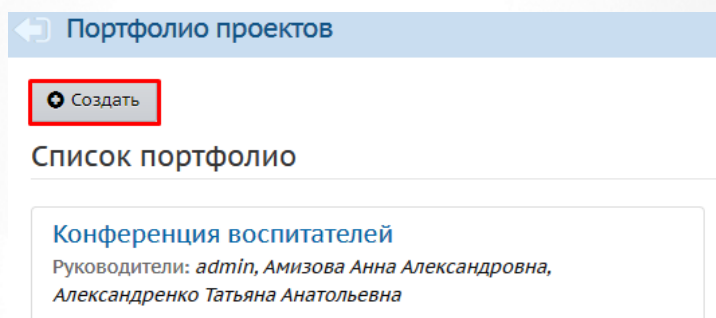 Портфолио проектов
Создать
Список портфолио
Конференция воспитателей
Руководители: admin, Амизова Анна Александровна,
Александренко Татьяна Анатольевна